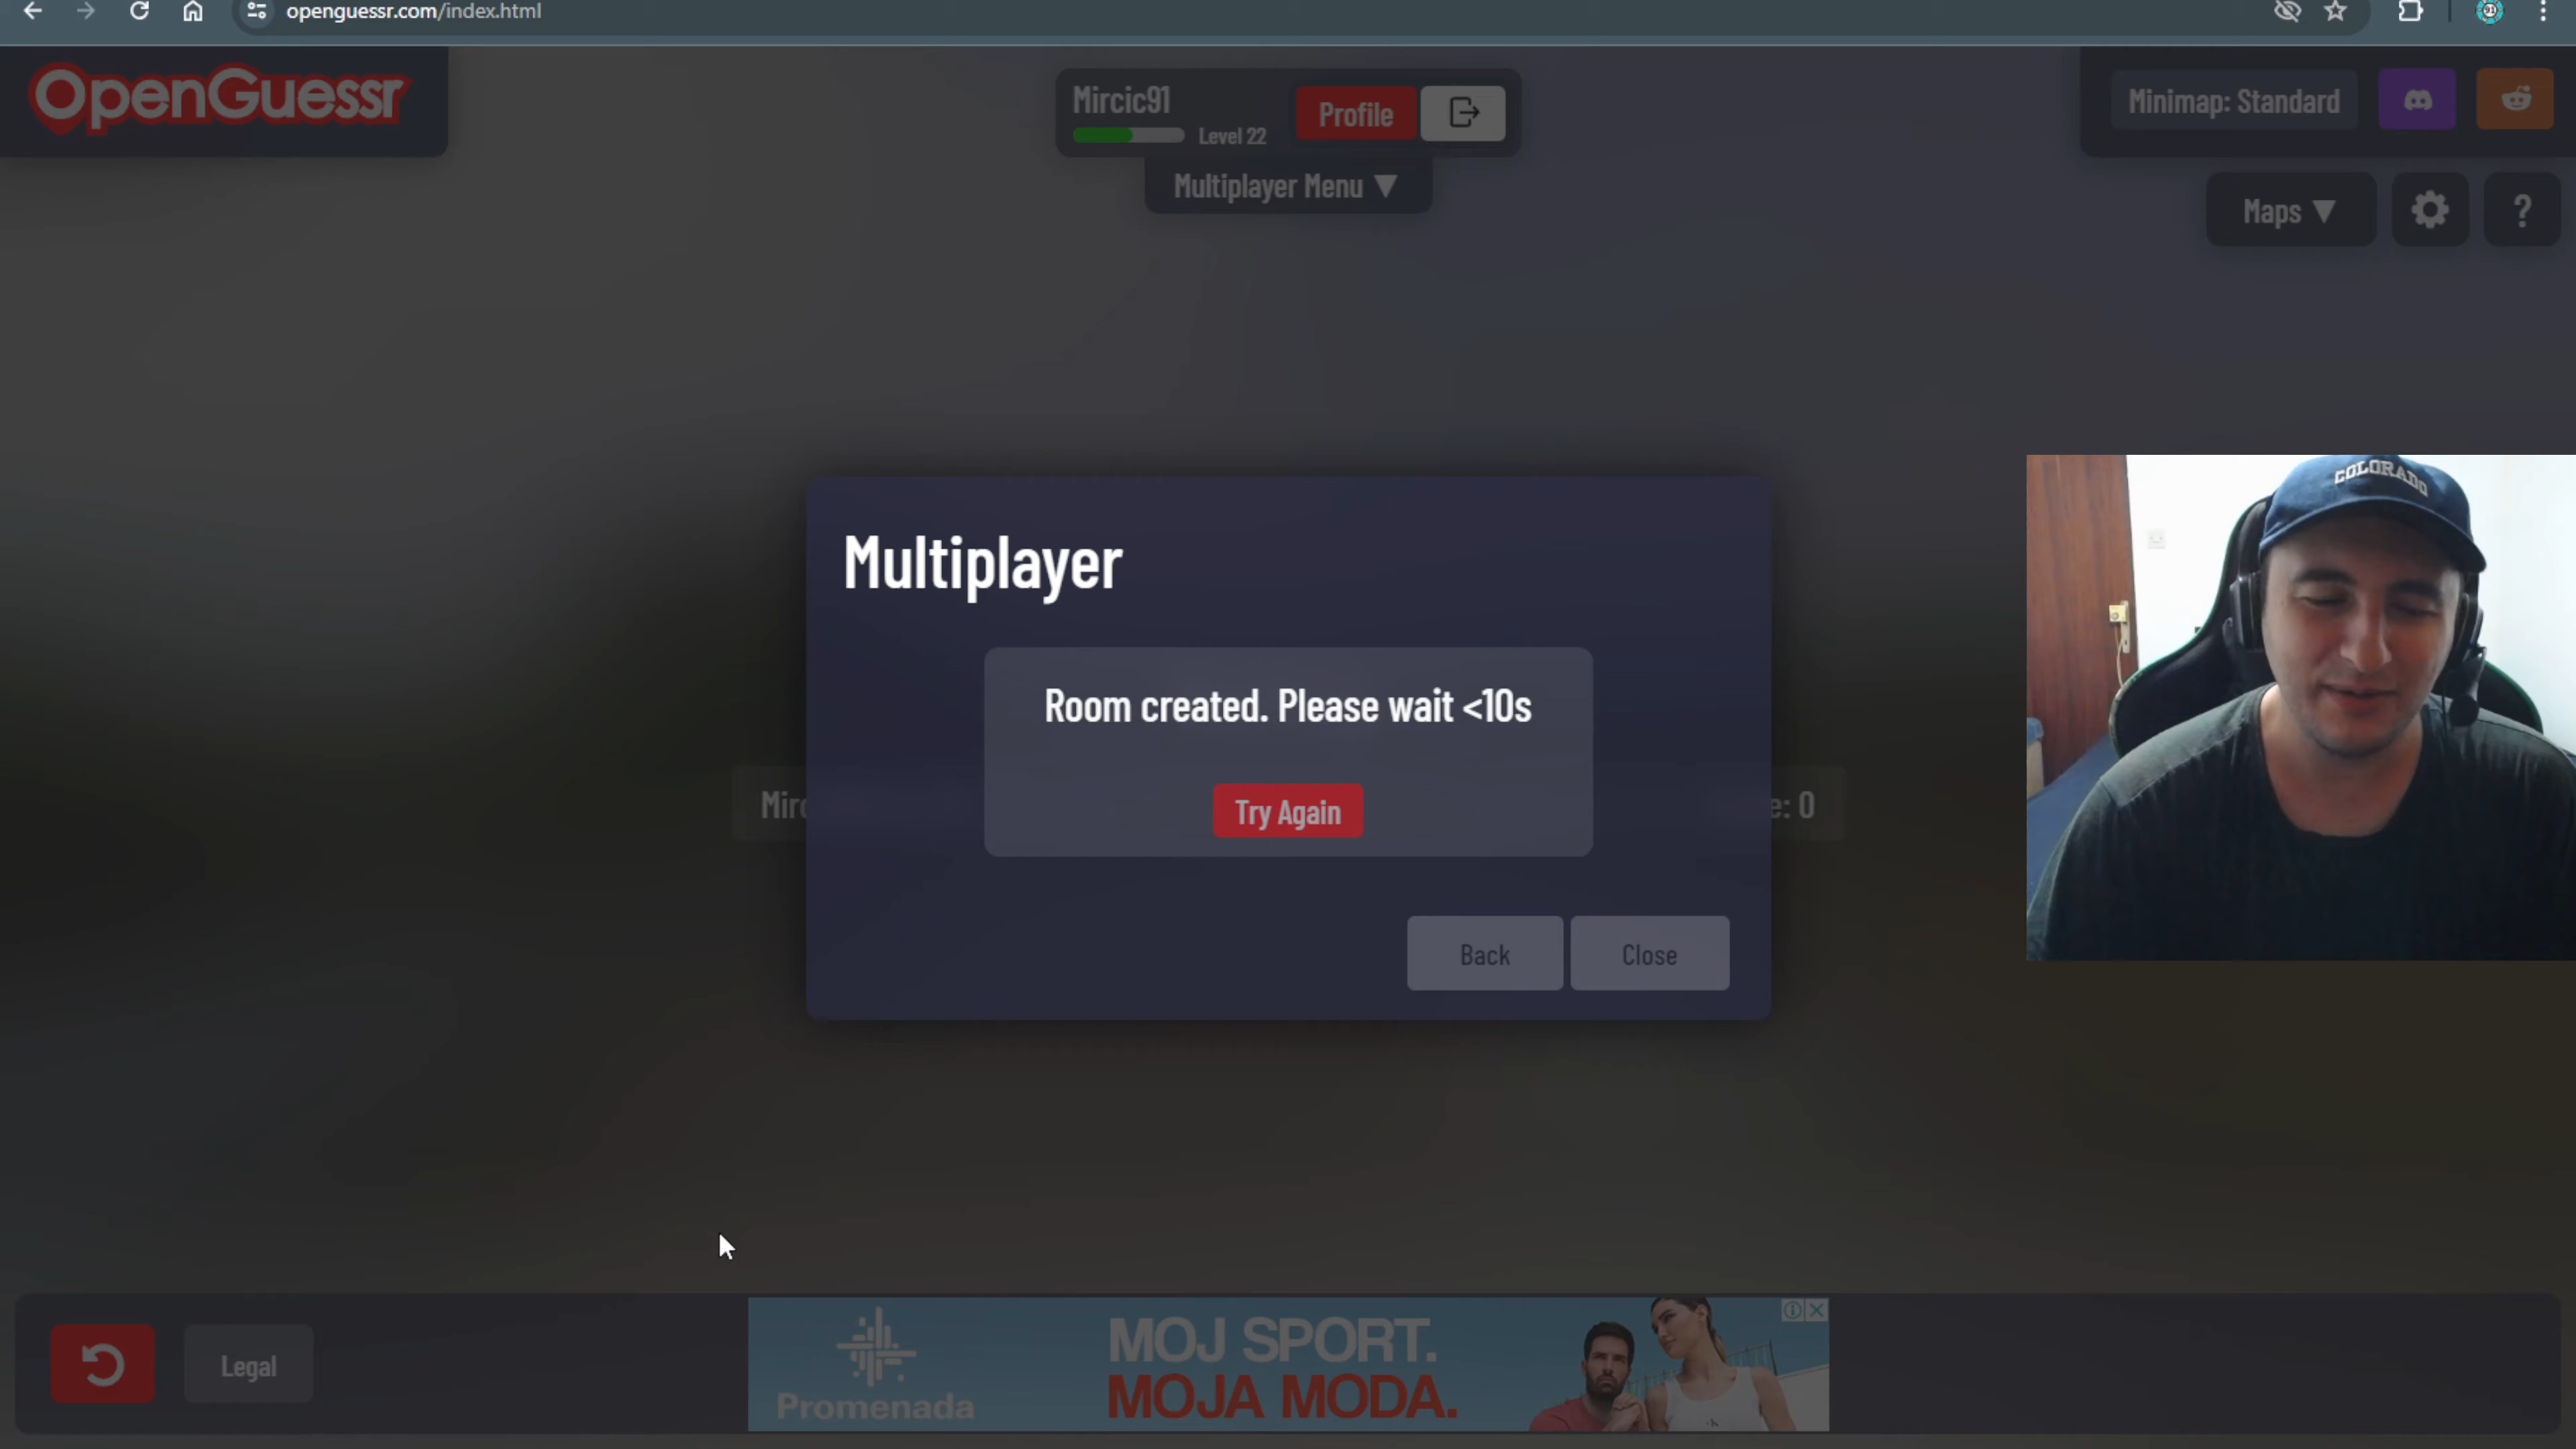 openguessr.com/index.html
OpenGuessr
Mircic91
Level 22
Profile
Multiplayer Menu ▼
Minimap: Standard
Maps ▼
?
COLORADO
Multiplayer
Room created. Please wait <10s
Try Again
Mirc
e: 0
Back
Close
Legal
Promenada
MOJ SPORT.
MOJA MODA.